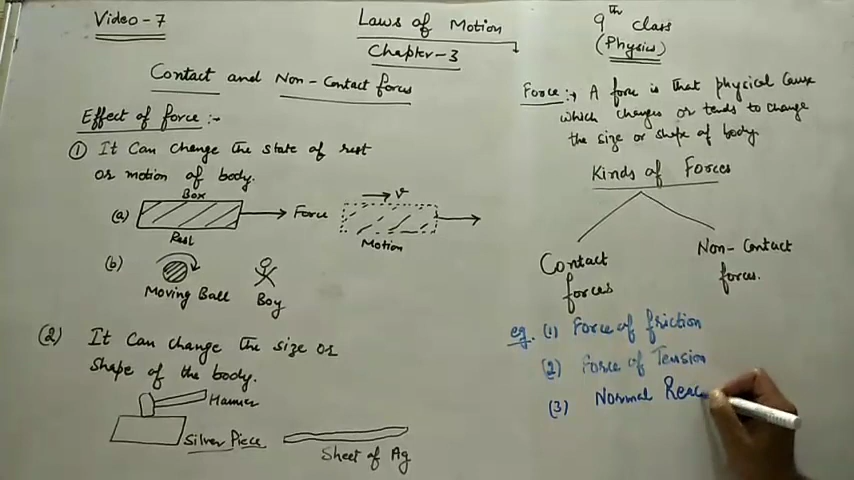 Video-7
Laws of Motion
Chapter-3
9th class
(Physics)
Contact and Non-Contact forces
Effect of force :-
(1) It Can change the state of rest
or motion of body.
Box
(a)
Force
v
Rest
Motion
(b)
Moving Ball
Boy
(2) It Can change the size or
Shape of the body.
Hammer
Silver Piece
Sheet of Ag
Force :- A force is that physical Cause
which changes or tends to change
the size or shape of body
Kinds of Forces
Contact
forces
Non-Contact
forces.
eg. (1) Force of friction
(2) Force of Tension
(3) Normal Reac